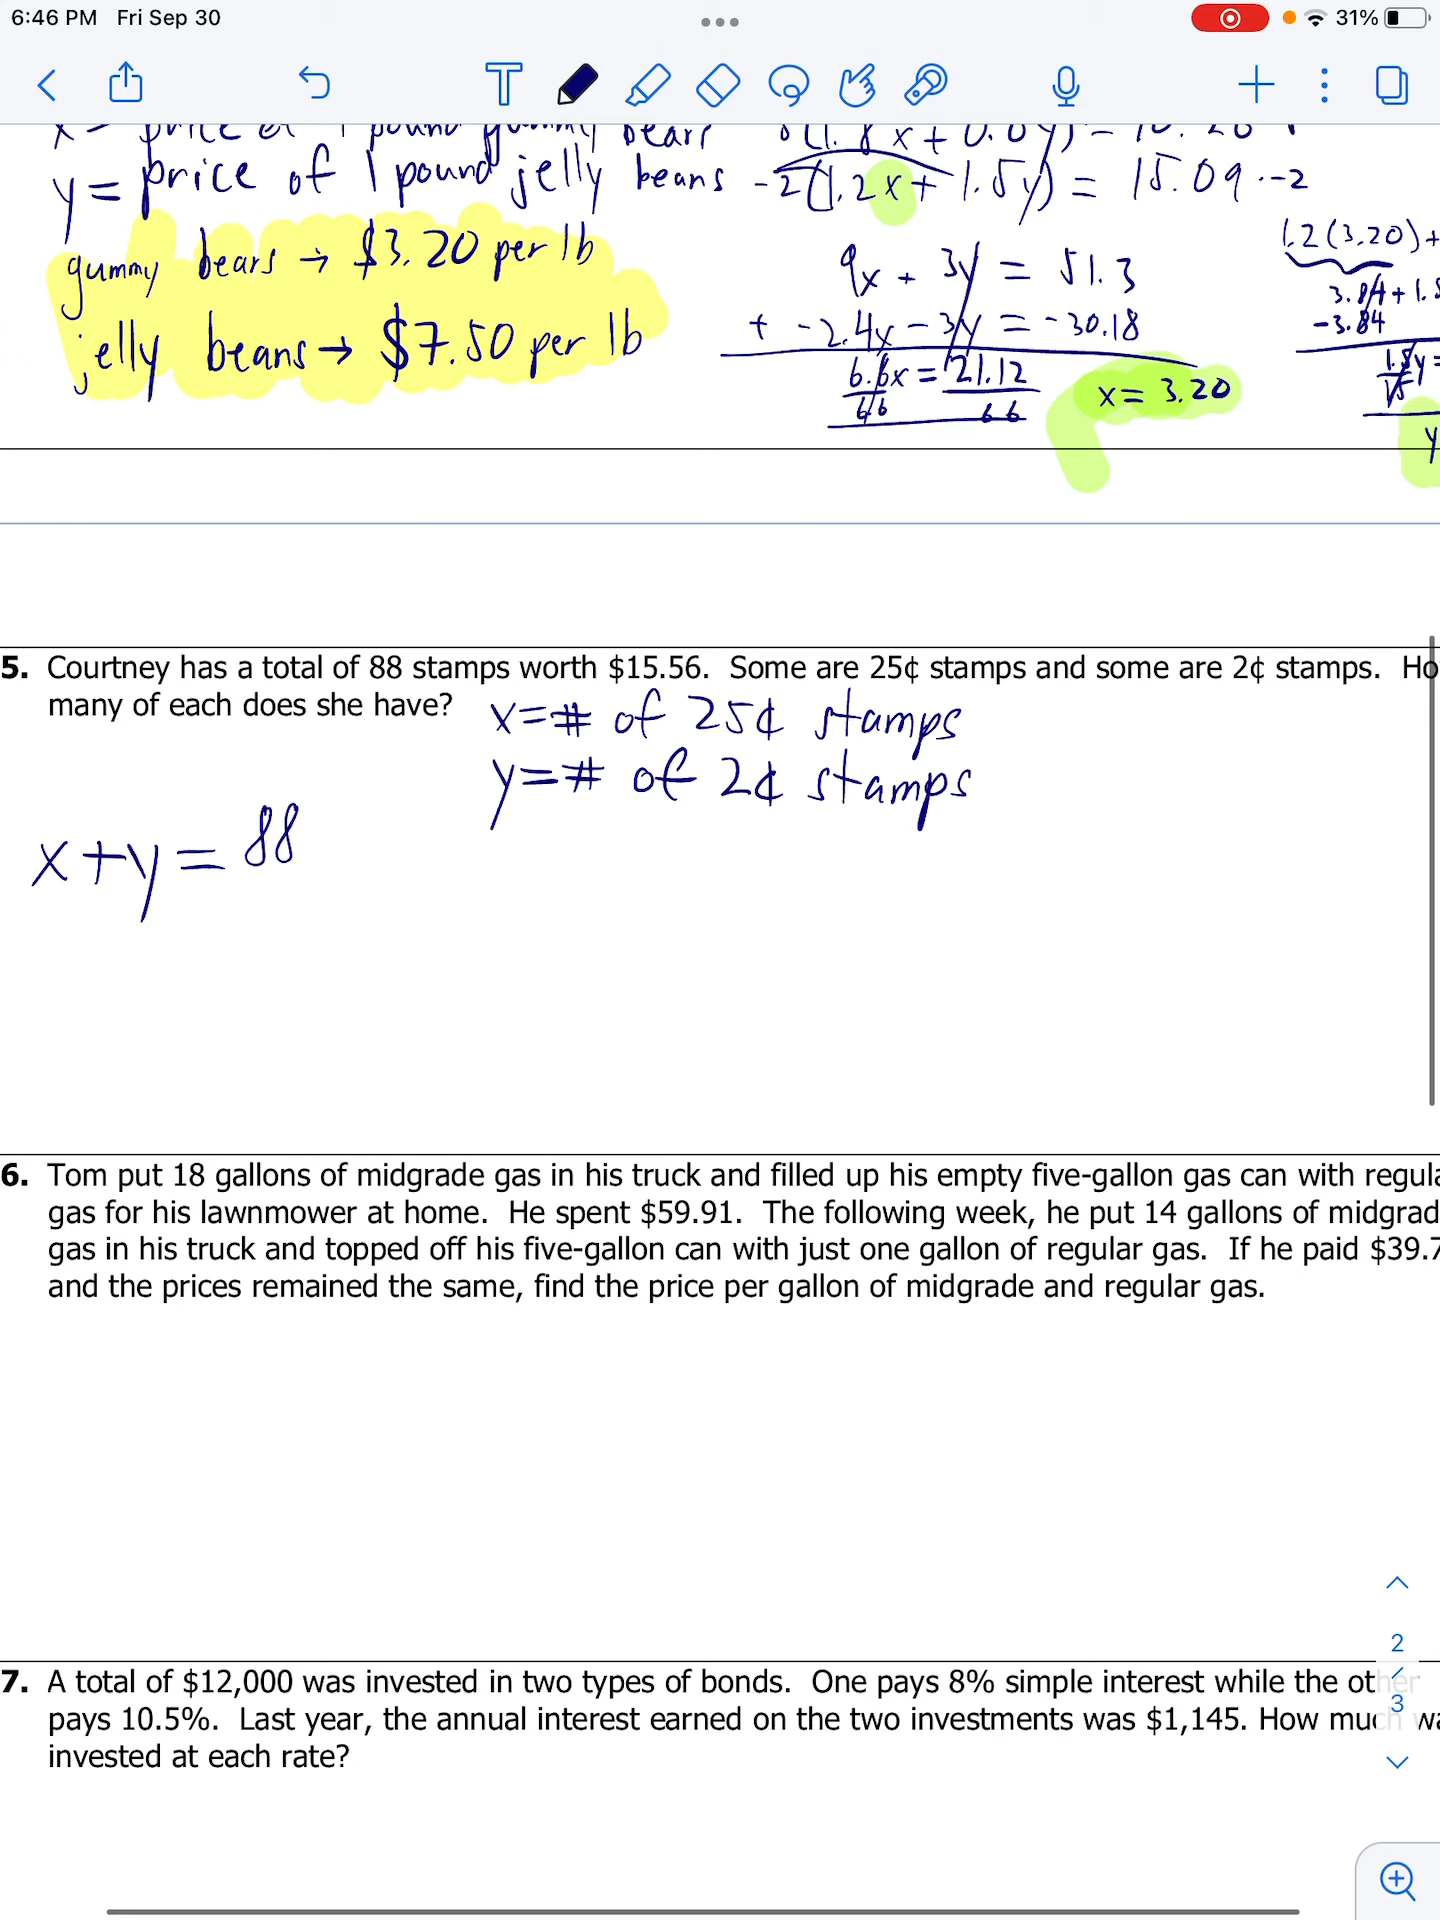 6:46 PM Fri Sep 30
31%
y = price of 1 pound jelly beans
-2(1.2x + 1.5y) = 15.09 · -2
gummy bears → $3.20 per lb
jelly beans → $7.50 per lb
9x + 3y = 51.3
+ -2.4x - 3y = -30.18
6.6x = 21.12
6.6 6.6
x = 3.20
1.2(3.20) +
3.84 + 1.5
-3.84
1.5y =
1.5
y
5. Courtney has a total of 88 stamps worth $15.56. Some are 25¢ stamps and some are 2¢ stamps. Ho
many of each does she have?
x = # of 25¢ stamps
y = # of 2¢ stamps
x + y = 88
6. Tom put 18 gallons of midgrade gas in his truck and filled up his empty five-gallon gas can with regula
gas for his lawnmower at home. He spent $59.91. The following week, he put 14 gallons of midgrad
gas in his truck and topped off his five-gallon can with just one gallon of regular gas. If he paid $39.7
and the prices remained the same, find the price per gallon of midgrade and regular gas.
7. A total of $12,000 was invested in two types of bonds. One pays 8% simple interest while the other
pays 10.5%. Last year, the annual interest earned on the two investments was $1,145. How much wa
invested at each rate?
2
/
3